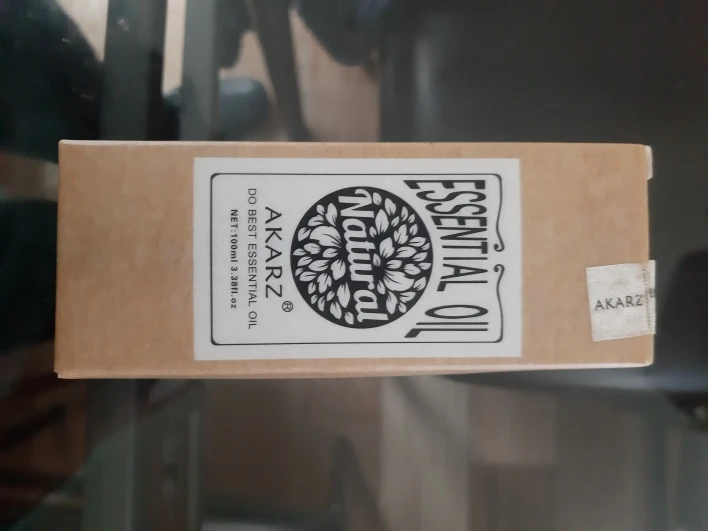 ESSENTIAL OIL
Natural
AKARZ®
DO BEST ESSENTIAL OIL
NET:100ml 3.38fl.oz
AKARZ®